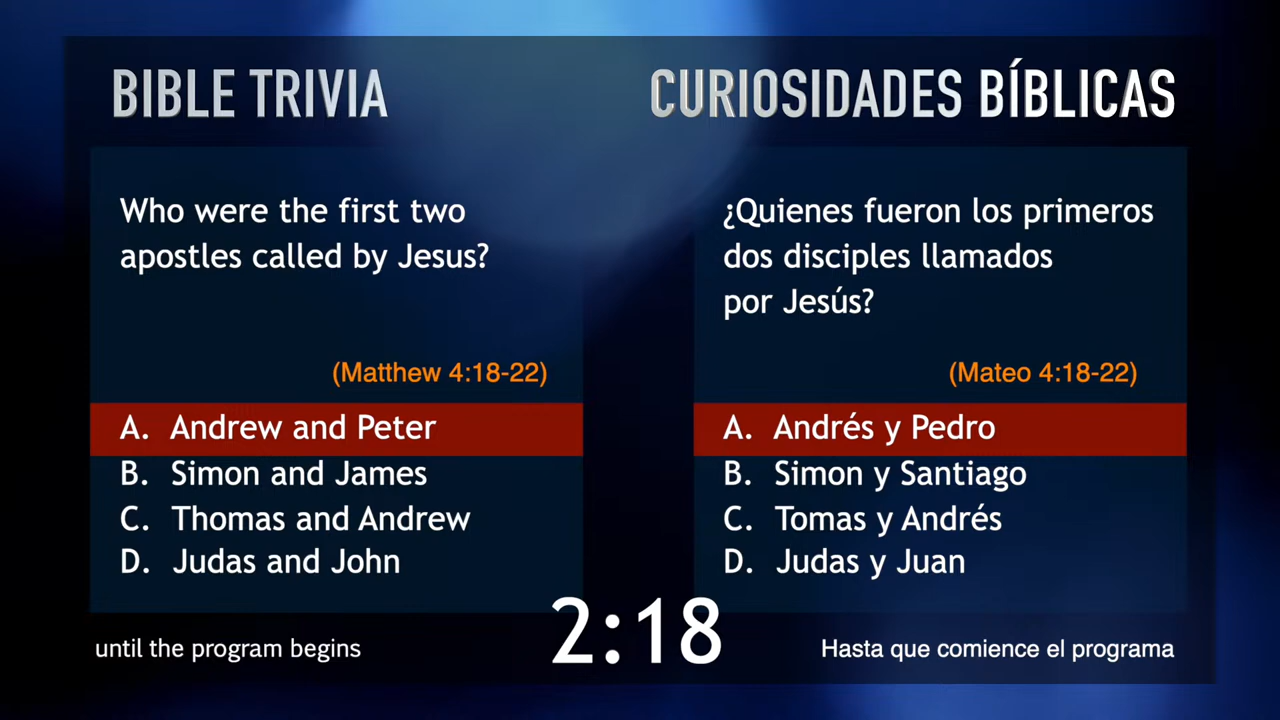 BIBLE TRIVIA
Who were the first two
apostles called by Jesus?
(Matthew 4:18-22)
A. Andrew and Peter
B. Simon and James
C. Thomas and Andrew
D. Judas and John
CURIOSIDADES BÍBLICAS
¿Quienes fueron los primeros
dos disciples llamados
por Jesús?
(Mateo 4:18-22)
A. Andrés y Pedro
B. Simon y Santiago
C. Tomas y Andrés
D. Judas y Juan
until the program begins
2:18
Hasta que comience el programa